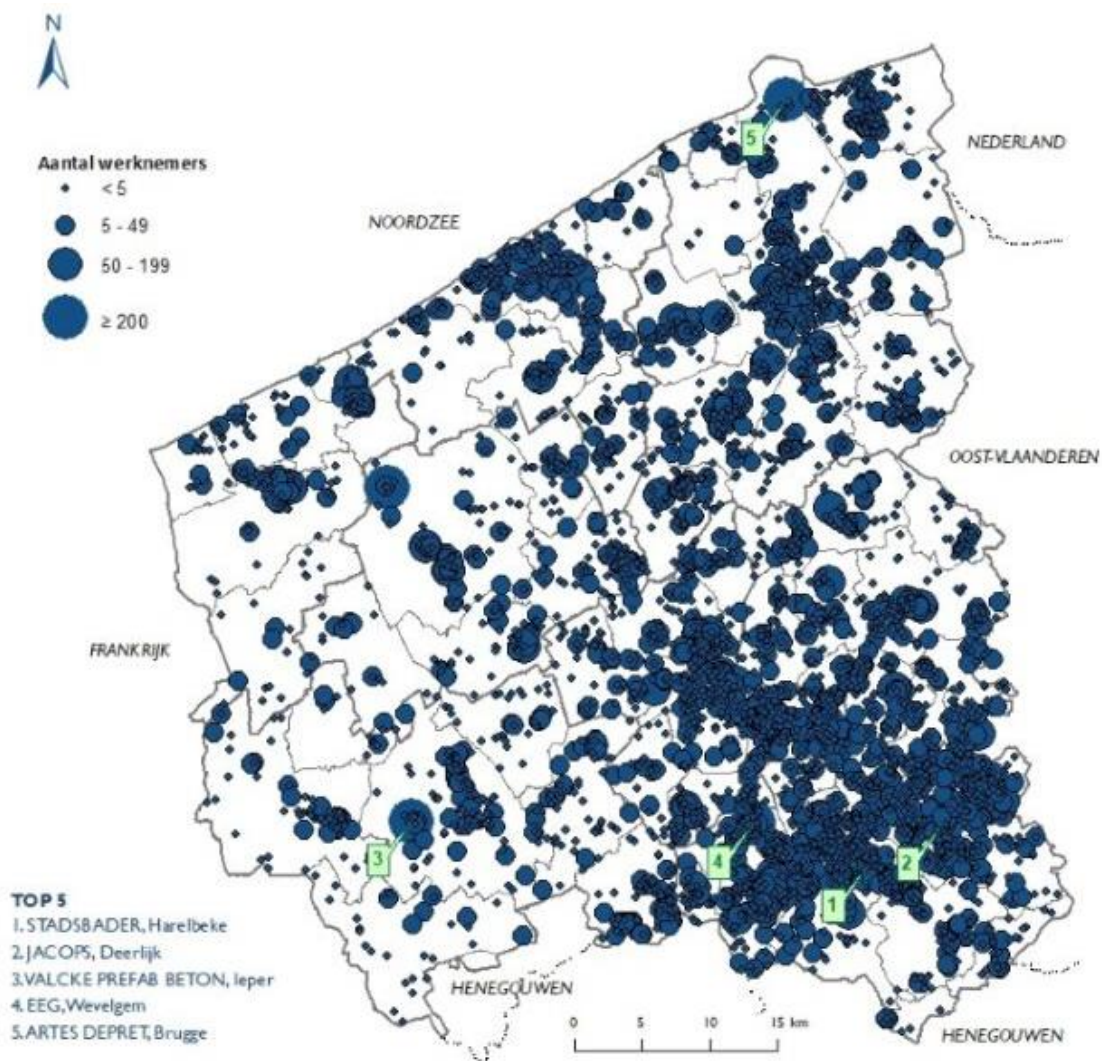 N
Aantal werknemers
< 5
5 - 49
50 - 199
≥ 200
NOORDZEE
NEDERLAND
5
OOST-VLAANDEREN
FRANKRIJK
3
4
2
1
TOP 5
1. STADSBADER, Harelbeke
2. JACOPS, Deerlijk
3. VALCKE PREFAB BETON, Ieper
4. EEG, Wevelgem
5. ARTES DEPRET, Brugge
HENEGOUWEN
0 5 10 15 km
HENEGOUWEN